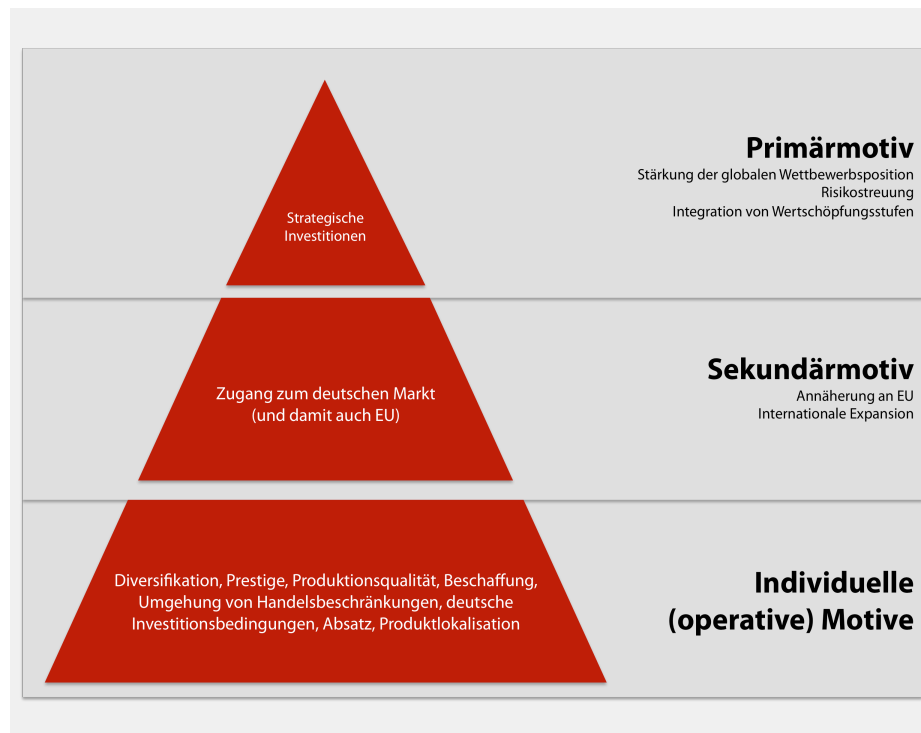 Primärmotiv
Stärkung der globalen Wettbewerbsposition
Risikostreuung
Integration von Wertschöpfungsstufen
Strategische
Investitionen
Sekundärmotiv
Annäherung an EU
Internationale Expansion
Zugang zum deutschen Markt
(und damit auch EU)
Individuelle
(operative) Motive
Diversifikation, Prestige, Produktionsqualität, Beschaffung,
Umgehung von Handelsbeschränkungen, deutsche
Investitionsbedingungen, Absatz, Produktlokalisation